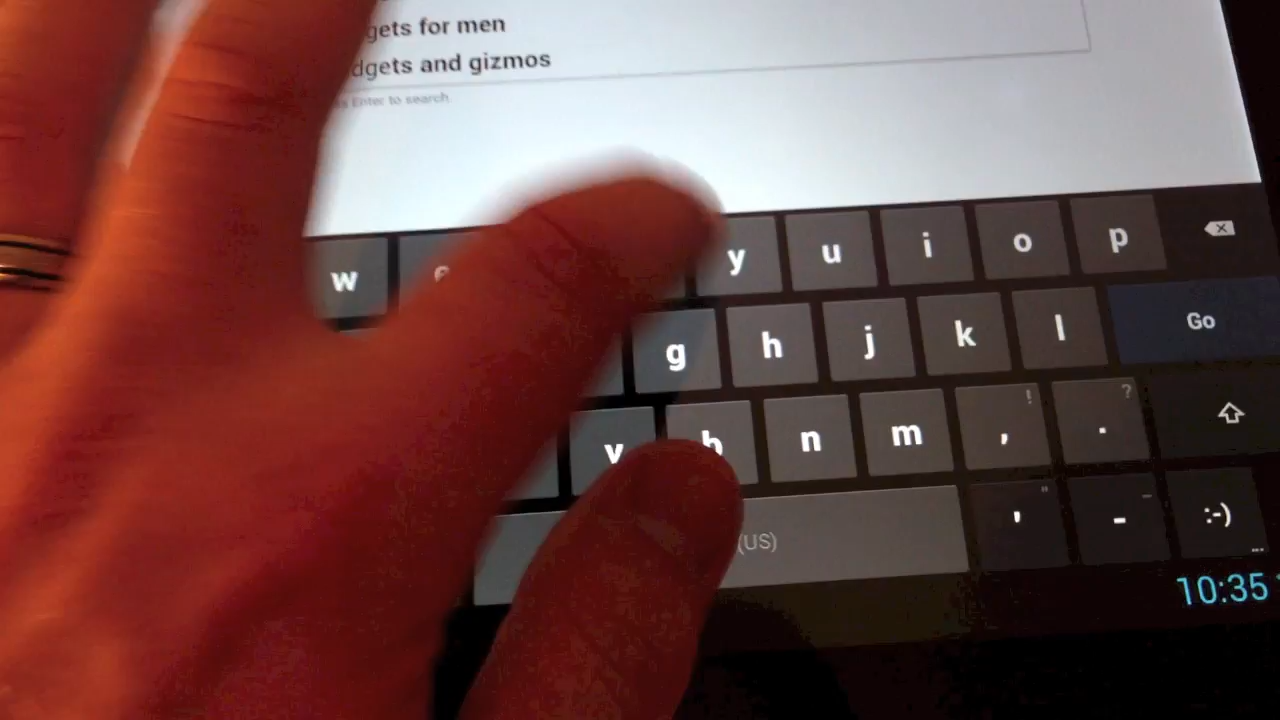 gets for men
dgets and gizmos
Enter to search
w e y u i o p
g h j k l Go
v b n m , ! . ?
(US) ' " - _ :-) ...
10:35